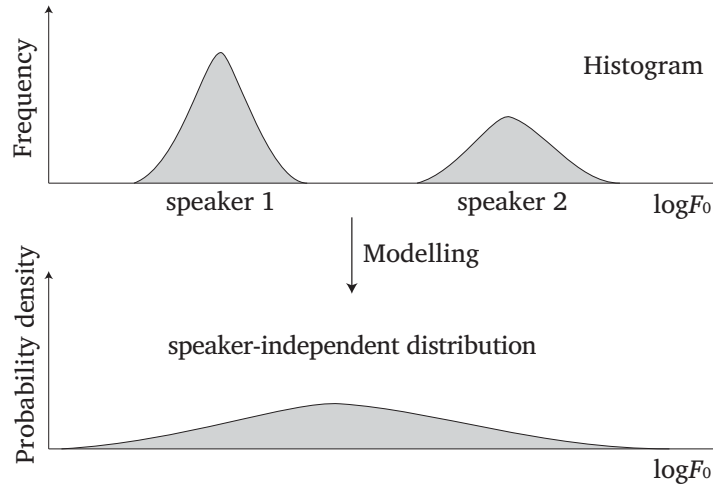 Frequency
Histogram
speaker 1
speaker 2
logF₀
Modelling
Probability density
speaker-independent distribution
logF₀